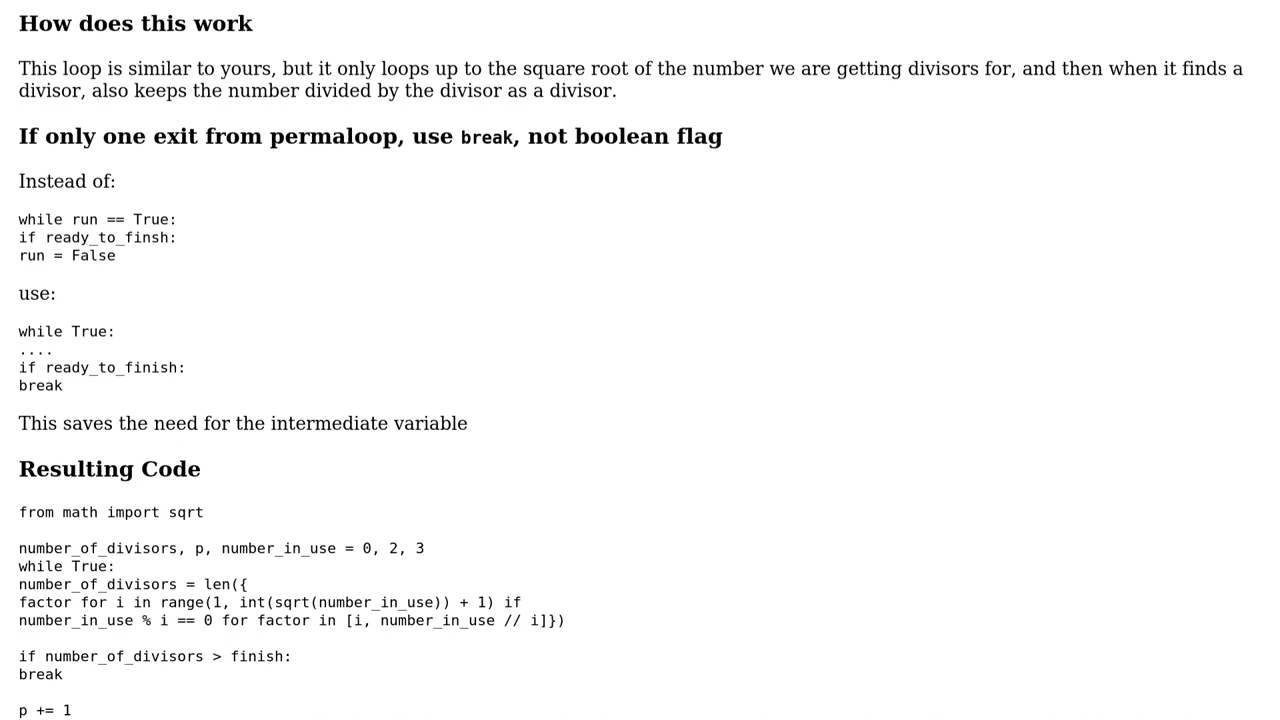 How does this work
This loop is similar to yours, but it only loops up to the square root of the number we are getting divisors for, and then when it finds a
divisor, also keeps the number divided by the divisor as a divisor.
If only one exit from permaloop, use break, not boolean flag
Instead of:
while run == True:
if ready_to_finsh:
run = False
use:
while True:
....
if ready_to_finish:
break
This saves the need for the intermediate variable
Resulting Code
from math import sqrt
number_of_divisors, p, number_in_use = 0, 2, 3
while True:
number_of_divisors = len({
factor for i in range(1, int(sqrt(number_in_use)) + 1) if
number_in_use % i == 0 for factor in [i, number_in_use // i]})
if number_of_divisors > finish:
break
p += 1